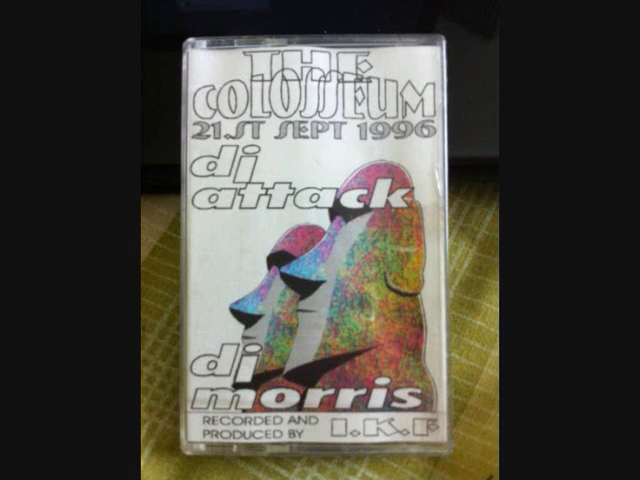 THE
COLOSSEUM
21.ST SEPT 1996
dj
attack
dj
morris
RECORDED AND
PRODUCED BY
I.K.F